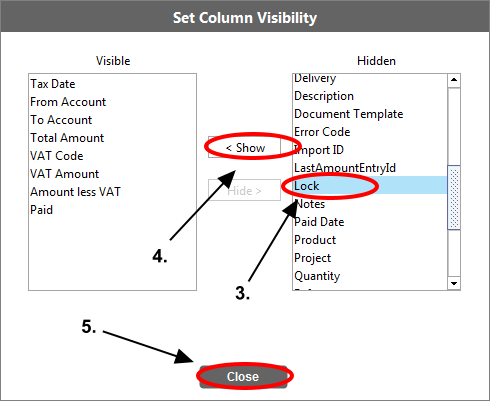 Set Column Visibility
Visible
Tax Date
From Account
To Account
Total Amount
VAT Code
VAT Amount
Amount less VAT
Paid
< Show
Hide >
4.
Hidden
Delivery
Description
Document Template
Error Code
Import ID
LastAmountEntryId
Lock
Notes
Paid Date
Product
Project
Quantity
3.
5.
Close